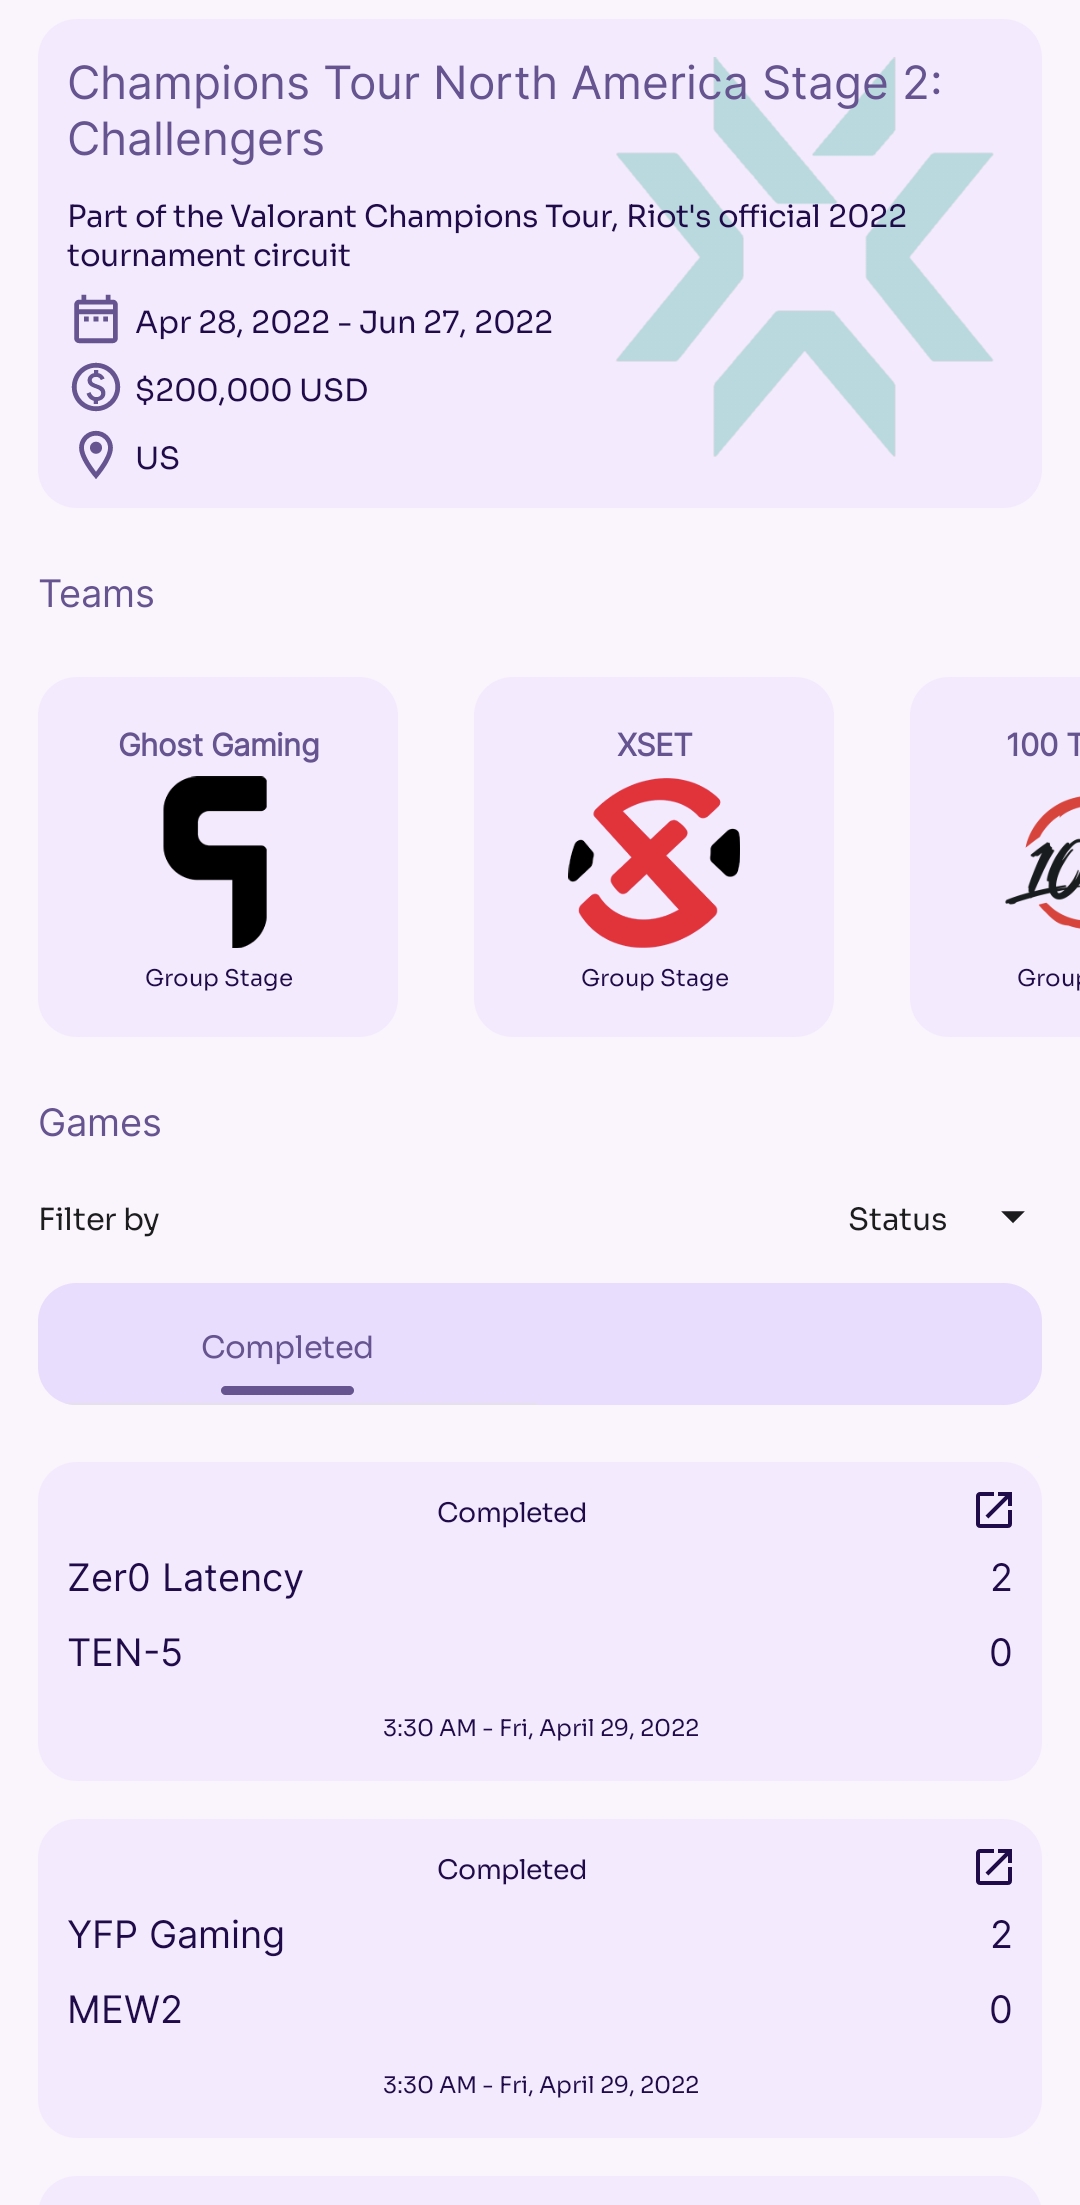 Champions Tour North America Stage 2:
Challengers
Part of the Valorant Champions Tour, Riot's official 2022
tournament circuit
Apr 28, 2022 - Jun 27, 2022
$200,000 USD
US
Teams
Ghost Gaming
XSET
100
Group Stage
Group Stage
Games
Filter by
Status
Completed
Completed
Zer0 Latency
2
TEN-5
0
3:30 AM - Fri, April 29, 2022
Completed
YFP Gaming
2
MEW2
0
3:30 AM - Fri, April 29, 2022